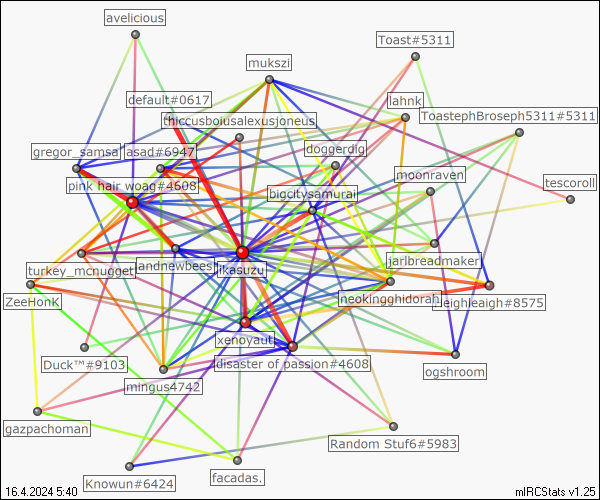 avelicious
Toast#5311
mukszi
default#0617
lahnk
ToastephBroseph5311#5311
thiccusboiusalexusjoneus
gregor_samsa
asad#6947
doggerdig
moonraven
tescoroll
pink hair woag#4608
bigcitysamurai
jarlbreadmaker
turkey_mcnugget
andnewbees
likasuzu
ZeeHonk
neokingghidorah
leighleigh#8575
xenoyaut
Duck™#9103
disaster of passion#4608
ogshroom
mingus4742
gazpachoman
Random Stuf6#5983
Knowun#6424
facadas.
16.4.2024 5:40
mIRCStats v1.25